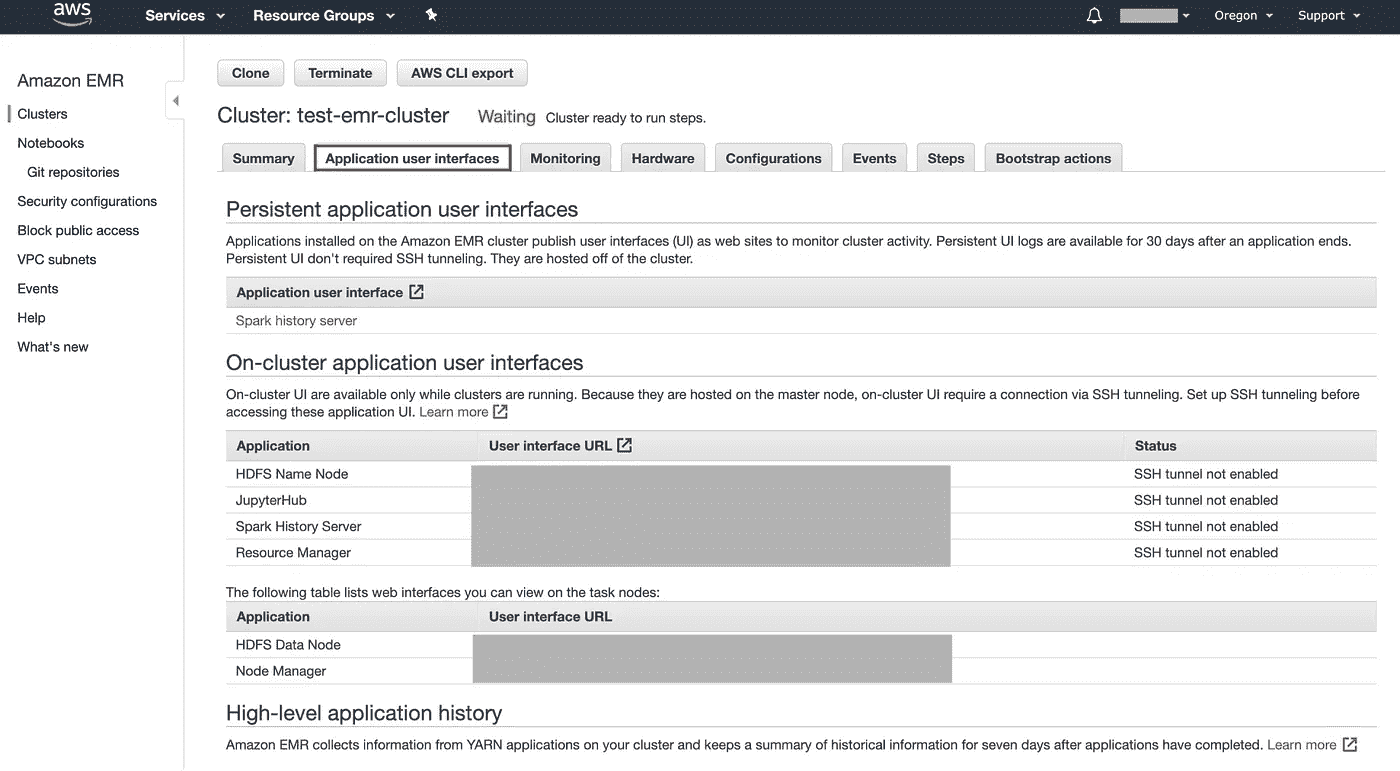 aws
Services
Resource Groups
Oregon
Support
Amazon EMR
Clusters
Notebooks
Git repositories
Security configurations
Block public access
VPC subnets
Events
Help
What's new
Clone
Terminate
AWS CLI export
Cluster: test-emr-cluster Waiting Cluster ready to run steps.
Summary
Application user interfaces
Monitoring
Hardware
Configurations
Events
Steps
Bootstrap actions
Persistent application user interfaces
Applications installed on the Amazon EMR cluster publish user interfaces (UI) as web sites to monitor cluster activity. Persistent UI logs are available for 30 days after an application ends.
Persistent UI don't required SSH tunneling. They are hosted off of the cluster.
Application user interface
Spark history server
On-cluster application user interfaces
On-cluster UI are available only while clusters are running. Because they are hosted on the master node, on-cluster UI require a connection via SSH tunneling. Set up SSH tunneling before
accessing these application UI. Learn more
Application User interface URL Status
HDFS Name Node SSH tunnel not enabled
JupyterHub SSH tunnel not enabled
Spark History Server SSH tunnel not enabled
Resource Manager SSH tunnel not enabled
The following table lists web interfaces you can view on the task nodes:
Application User interface URL
HDFS Data Node
Node Manager
High-level application history
Amazon EMR collects information from YARN applications on your cluster and keeps a summary of historical information for seven days after applications have completed. Learn more